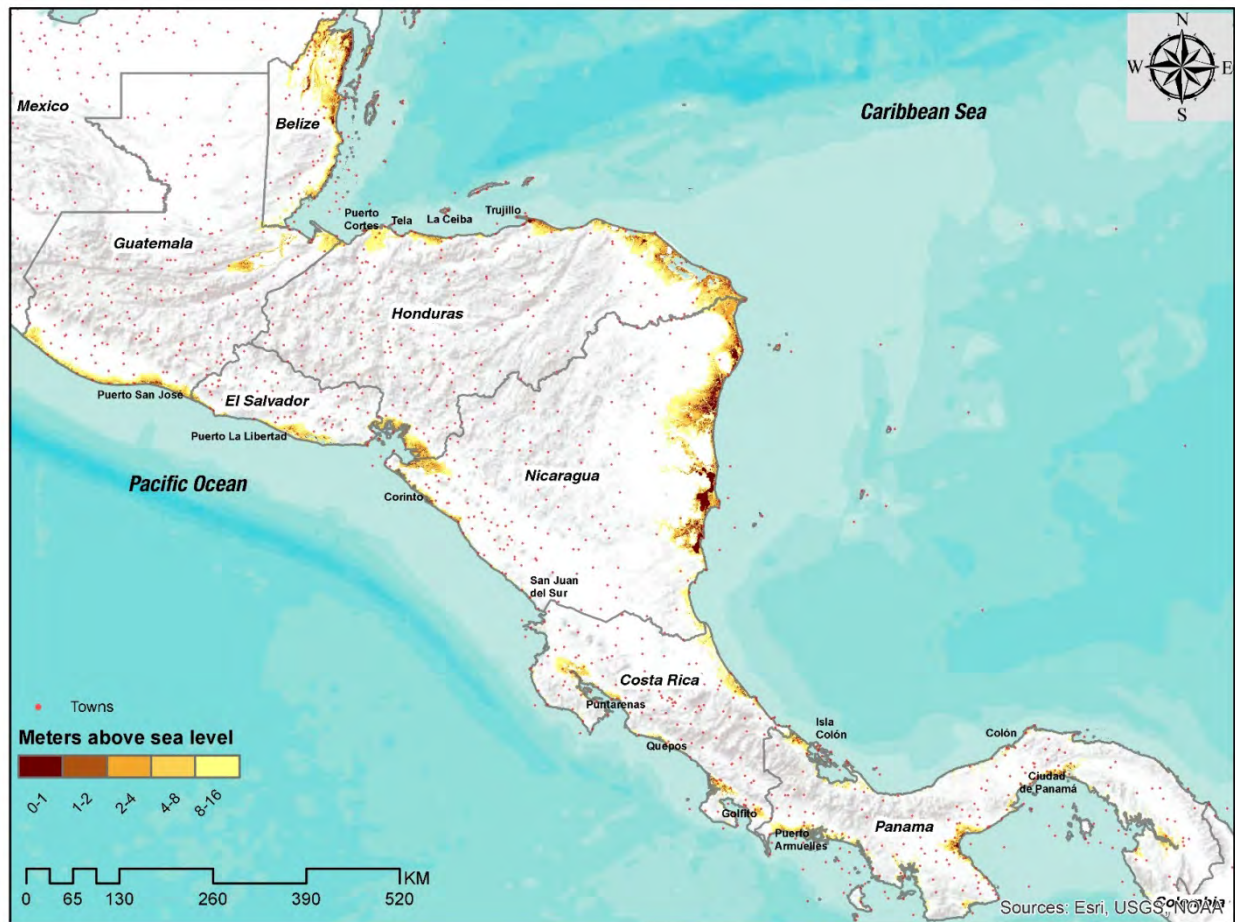 N
W E
S
Caribbean Sea
Mexico
Belize
Puerto
Cortes
Tela
La Ceiba
Trujillo
Guatemala
Honduras
Puerto San José
El Salvador
Puerto La Libertad
Pacific Ocean
Nicaragua
Corinto
San Juan
del Sur
Costa Rica
Puntarenas
Isla
Colón
Quepos
Colón
Ciudad
de Panamá
Golfito
Puerto
Armuelles
Panama
Colombia
Towns
Meters above sea level
0-1
1-2
2-4
4-8
8-16
KM
0 65 130 260 390 520
Sources: Esri, USGS, NOAA